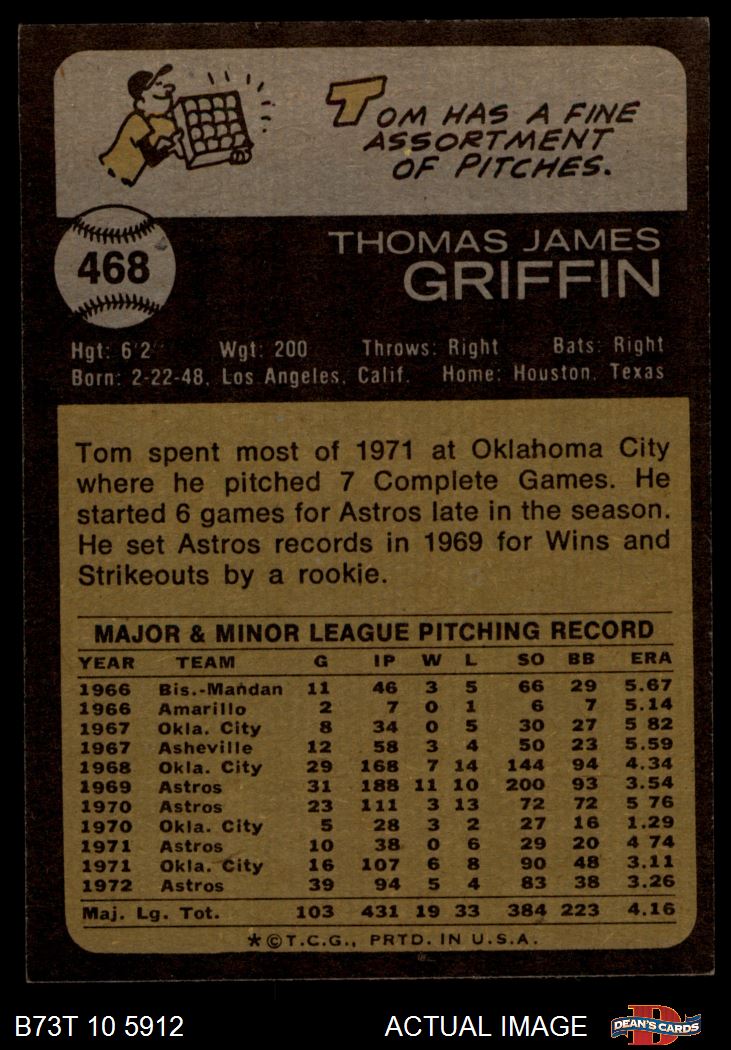 TOM HAS A FINE
ASSORTMENT
OF PITCHES.
468
THOMAS JAMES
GRIFFIN
Hgt: 6'2" Wgt: 200 Throws: Right Bats: Right
Born: 2-22-48, Los Angeles, Calif. Home: Houston, Texas
Tom spent most of 1971 at Oklahoma City
where he pitched 7 Complete Games. He
started 6 games for Astros late in the season.
He set Astros records in 1969 for Wins and
Strikeouts by a rookie.
MAJOR & MINOR LEAGUE PITCHING RECORD
YEAR TEAM G IP W L SO BB ERA
1966 Bis.-Mandan 11 46 3 5 66 29 5.67
1966 Amarillo 2 7 0 1 6 7 5.14
1967 Okla. City 8 34 0 5 30 27 5 82
1967 Asheville 12 58 3 4 50 23 5.59
1968 Okla. City 29 168 7 14 144 94 4.34
1969 Astros 31 188 11 10 200 93 3.54
1970 Astros 23 111 3 13 72 72 5 76
1970 Okla. City 5 28 3 2 27 16 1.29
1971 Astros 10 38 0 6 29 20 4 74
1971 Okla. City 16 107 6 8 90 48 3.11
1972 Astros 39 94 5 4 83 38 3.26
Maj. Lg. Tot. 103 431 19 33 384 223 4.16
★©T.C.G., PRTD. IN U.S.A.
B73T 10 5912 ACTUAL IMAGE DEAN'S CARDS